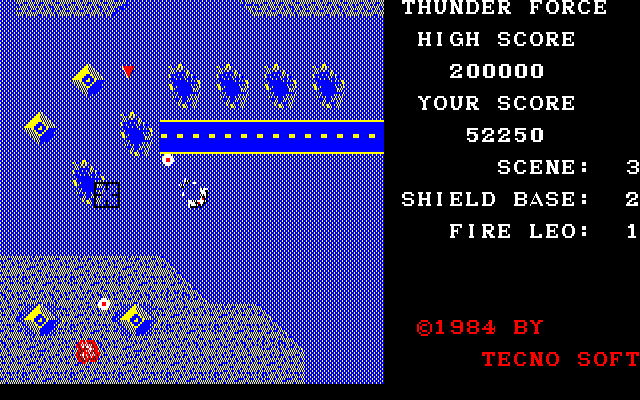 THUNDER FORCE
HIGH SCORE
200000
YOUR SCORE
52250
SCENE: 3
SHIELD BASE: 2
FIRE LEO: 1
©1984 BY
TECNO SOFT